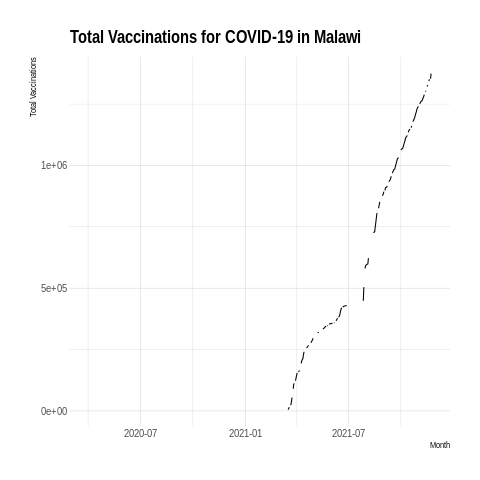 Total Vaccinations for COVID-19 in Malawi
Total Vaccinations
1e+06
5e+05
0e+00
2020-07 2021-01 2021-07
Month